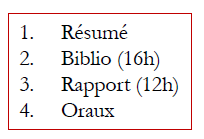 1. Résumé
2. Biblio (16h)
3. Rapport (12h)
4. Oraux